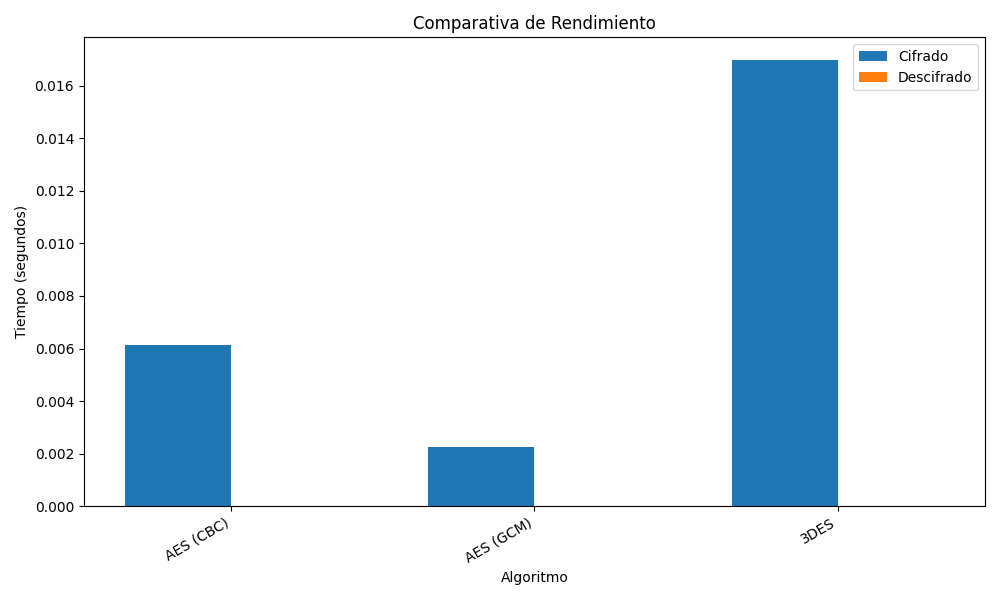 Comparativa de Rendimiento
Cifrado
Descifrado
Tiempo (segundos)
0.016
0.014
0.012
0.010
0.008
0.006
0.004
0.002
0.000
AES (CBC)
AES (GCM)
3DES
Algoritmo